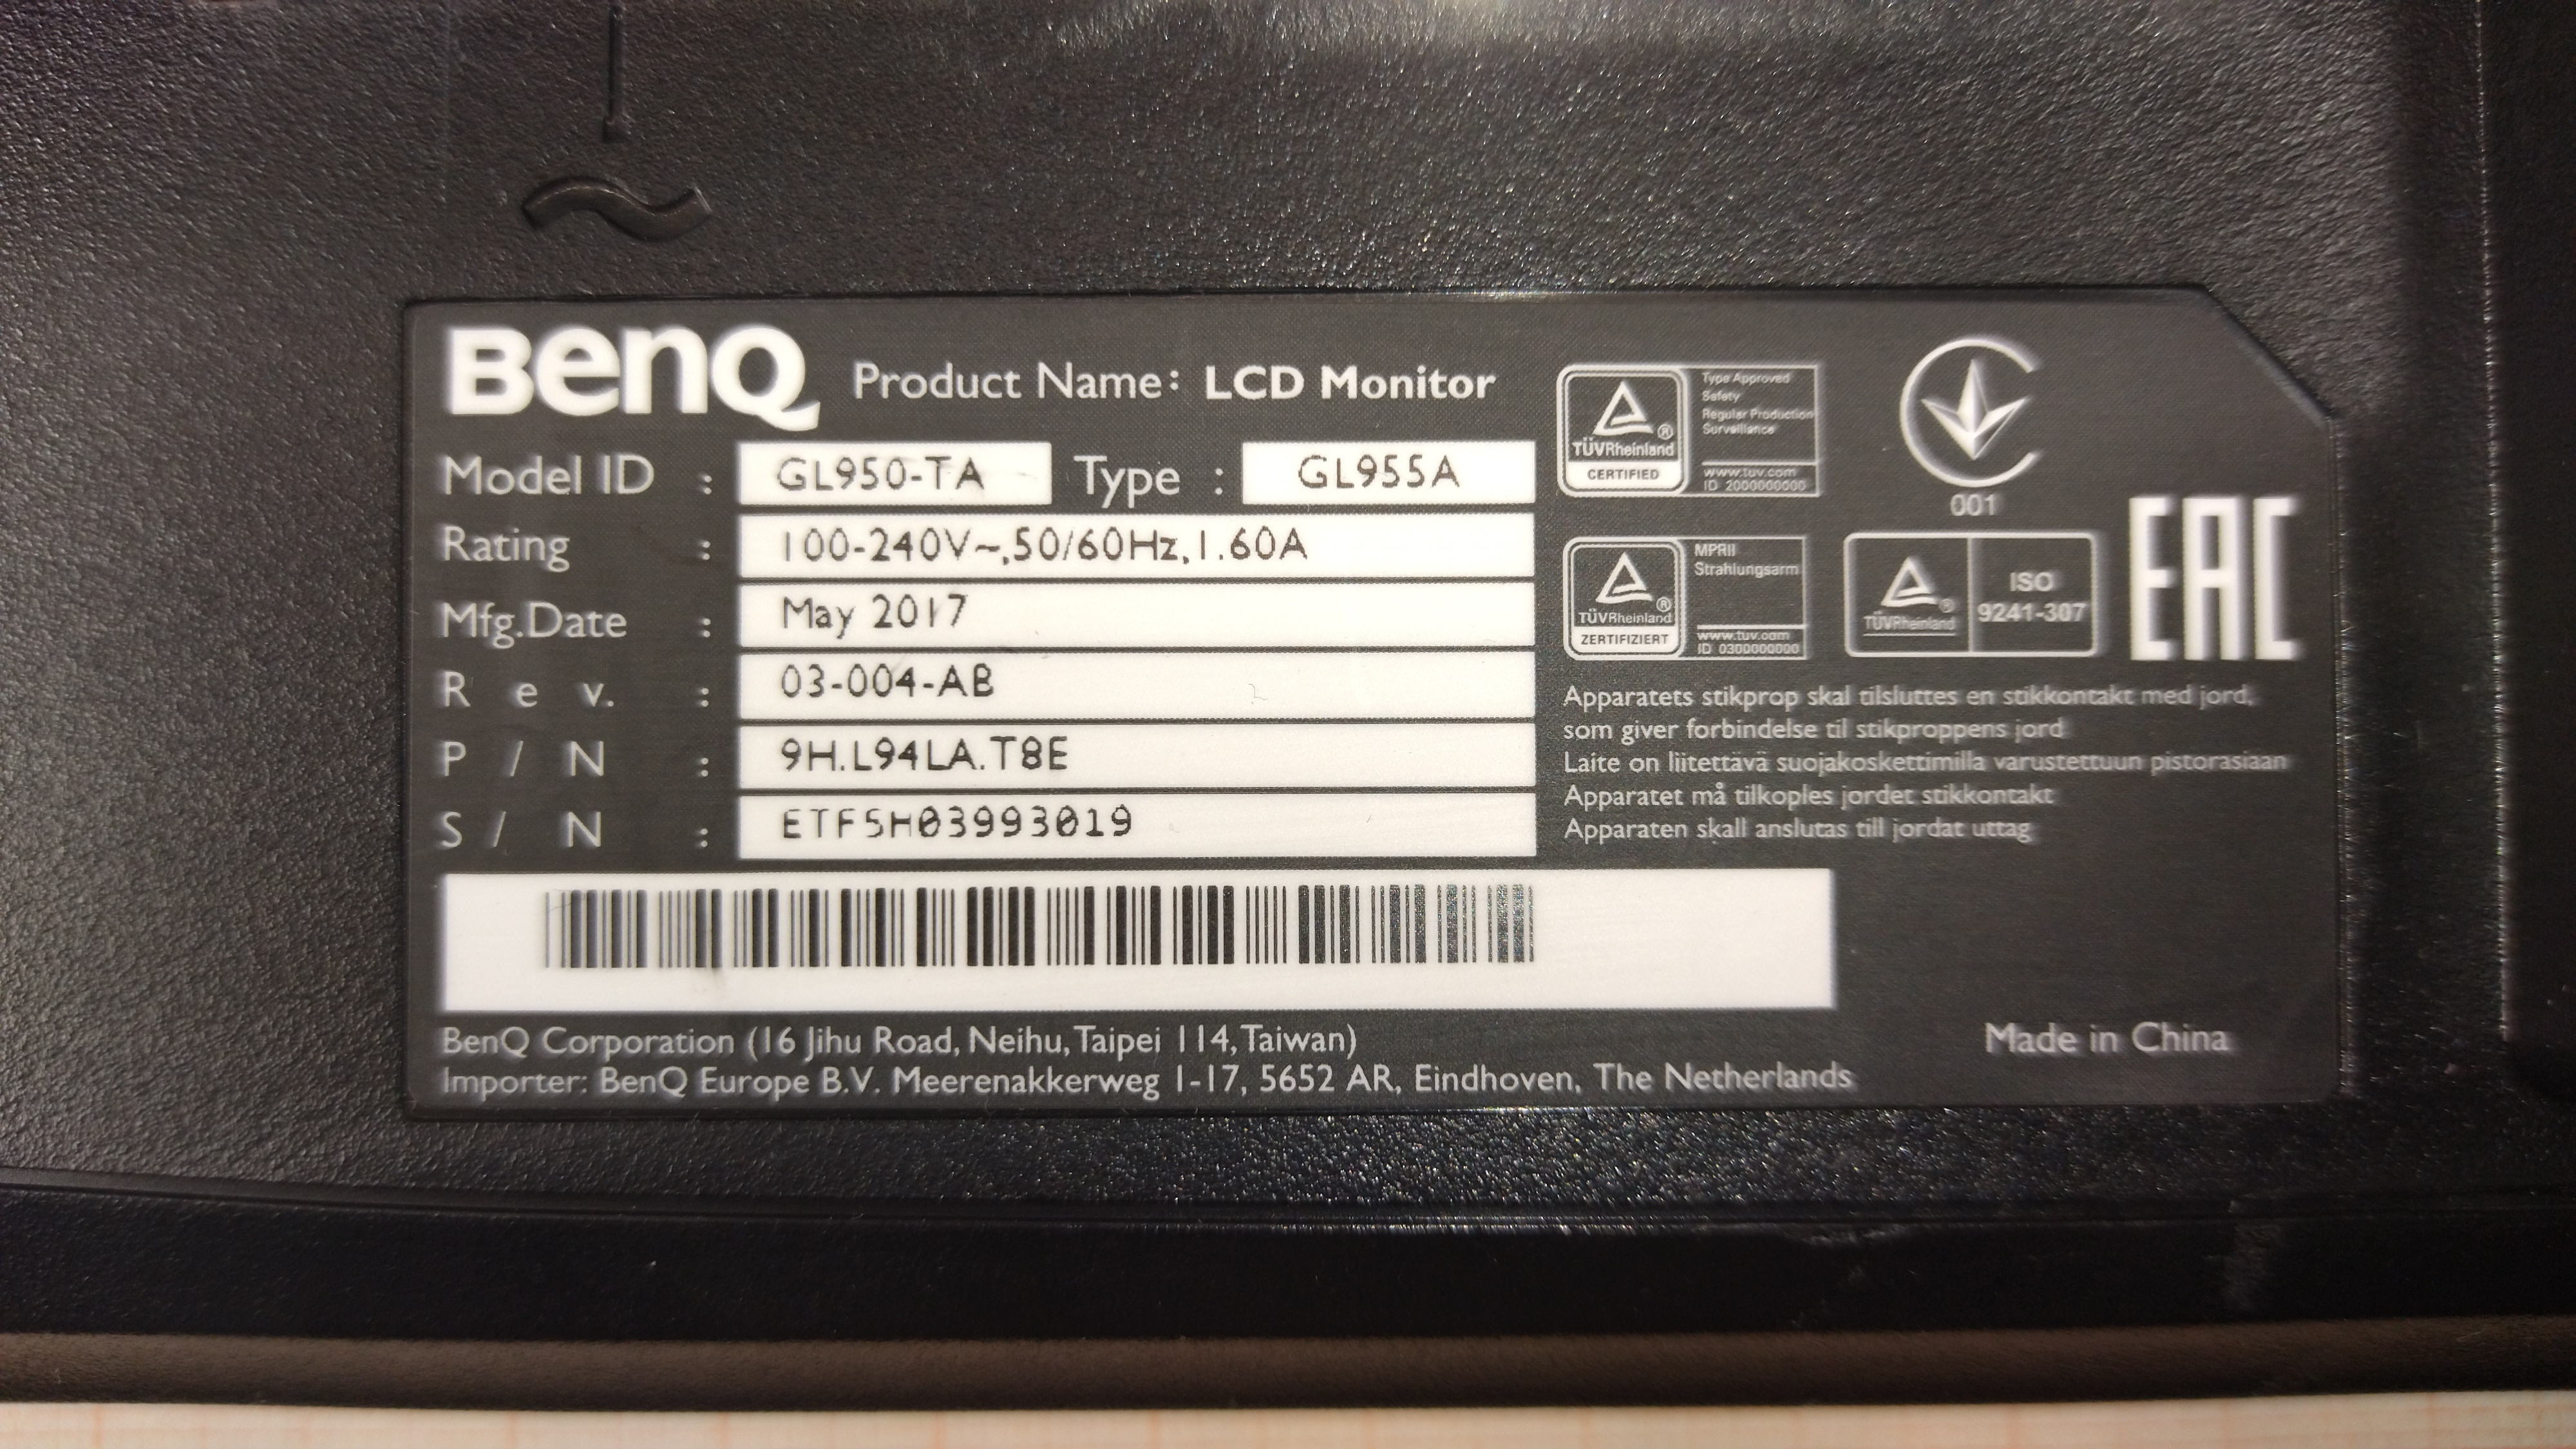 BenQ Product Name: LCD Monitor
Model ID : GL950-TA Type : GL955A
Rating : 100-240V~,50/60Hz,1.60A
Mfg.Date : May 2017
Rev. : 03-004-AB
P/N : 9H.L94LA.T8E
S/N : ETF5H03993019
BenQ Corporation (16 Jihu Road, Neihu, Taipei 114, Taiwan)
Importer: BenQ Europe B.V. Meerenakkerweg 1-17, 5652 AR, Eindhoven, The Netherlands
TÜVRheinland
CERTIFIED
Type Approved
Safety
Regular Production
Surveillance
www.tuv.com
ID 2000000000
001
TÜVRheinland
ZERTIFIZIERT
MPRII
Strahlungsarm
www.tuv.com
ID 0300000000
TÜVRheinland
ISO
9241-307
EAC
Apparatets stikprop skal tilsluttes en stikkontakt med jord,
som giver forbindelse til stikproppens jord
Laite on liitettävä suojakoskettimilla varustettuun pistorasiaan
Apparatet må tilkoples jordet stikkontakt
Apparaten skall anslutas till jordat uttag
Made in China